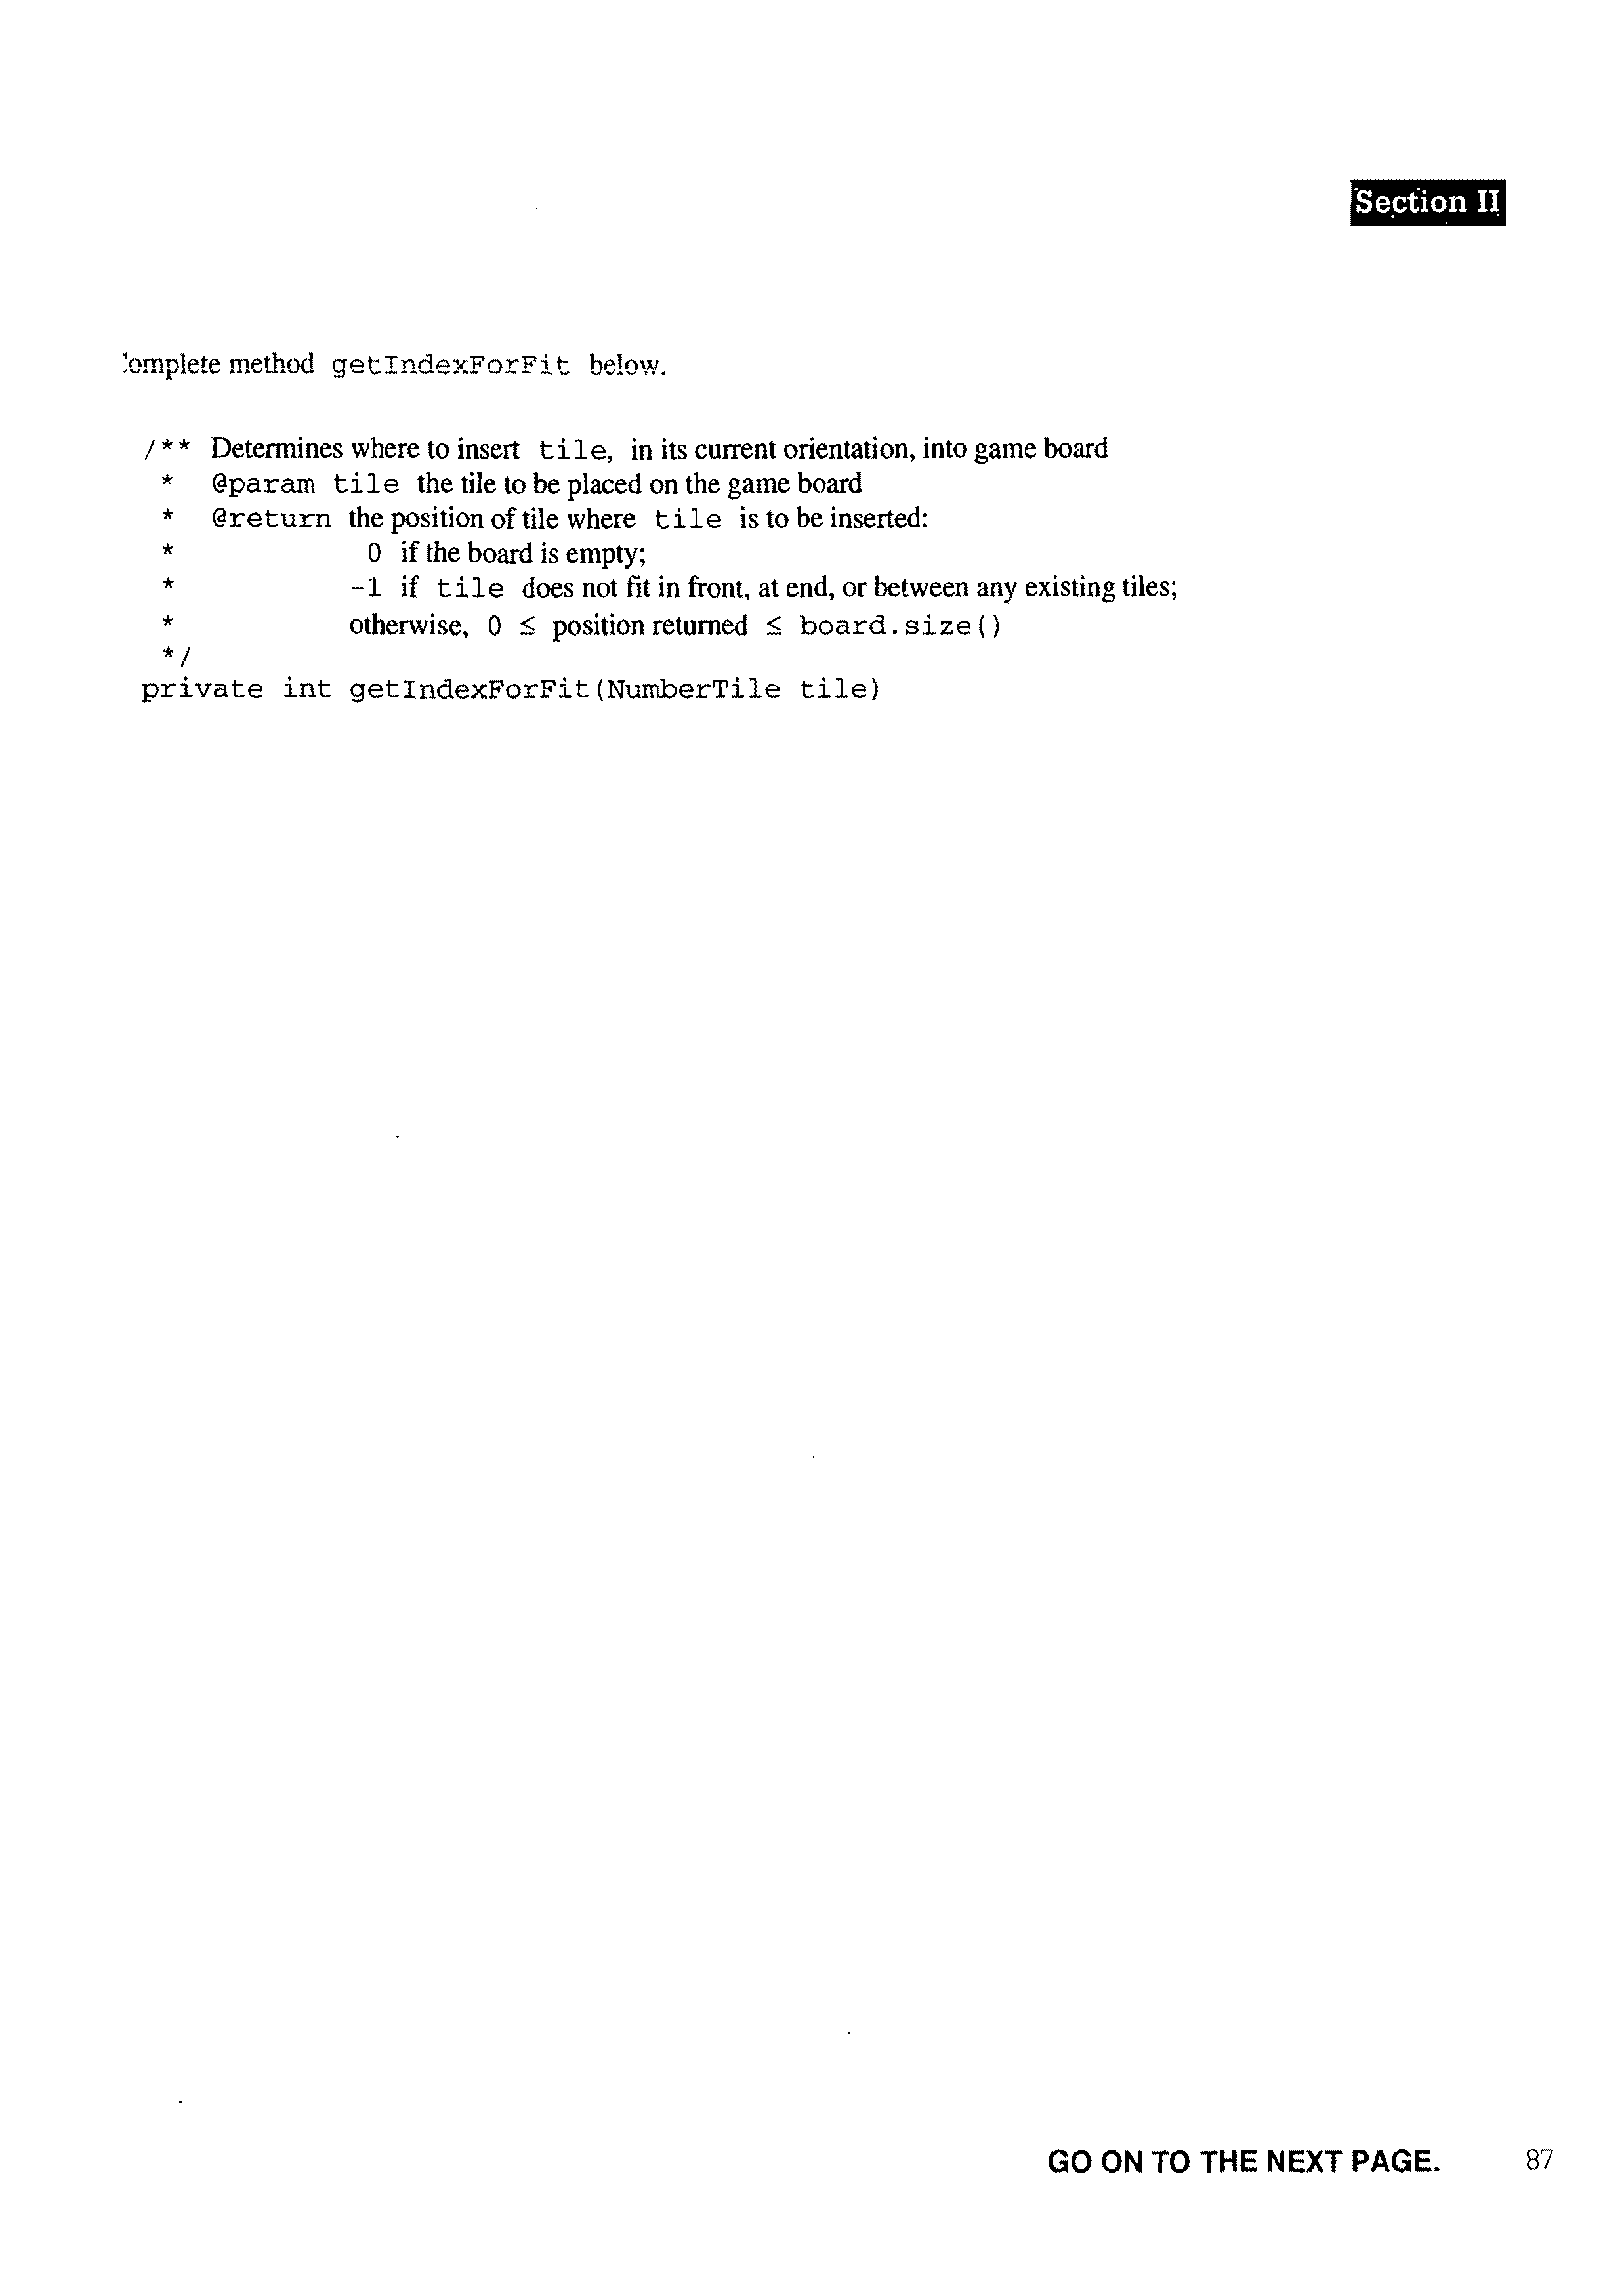 Section II
omplete method getIndexForFit below.
/** Determines where to insert tile, in its current orientation, into game board
* @param tile the tile to be placed on the game board
* @return the position of tile where tile is to be inserted:
* 0 if the board is empty;
* -1 if tile does not fit in front, at end, or between any existing tiles;
* otherwise, 0 ≤ position returned ≤ board.size()
*/
private int getIndexForFit(NumberTile tile)
GO ON TO THE NEXT PAGE. 87